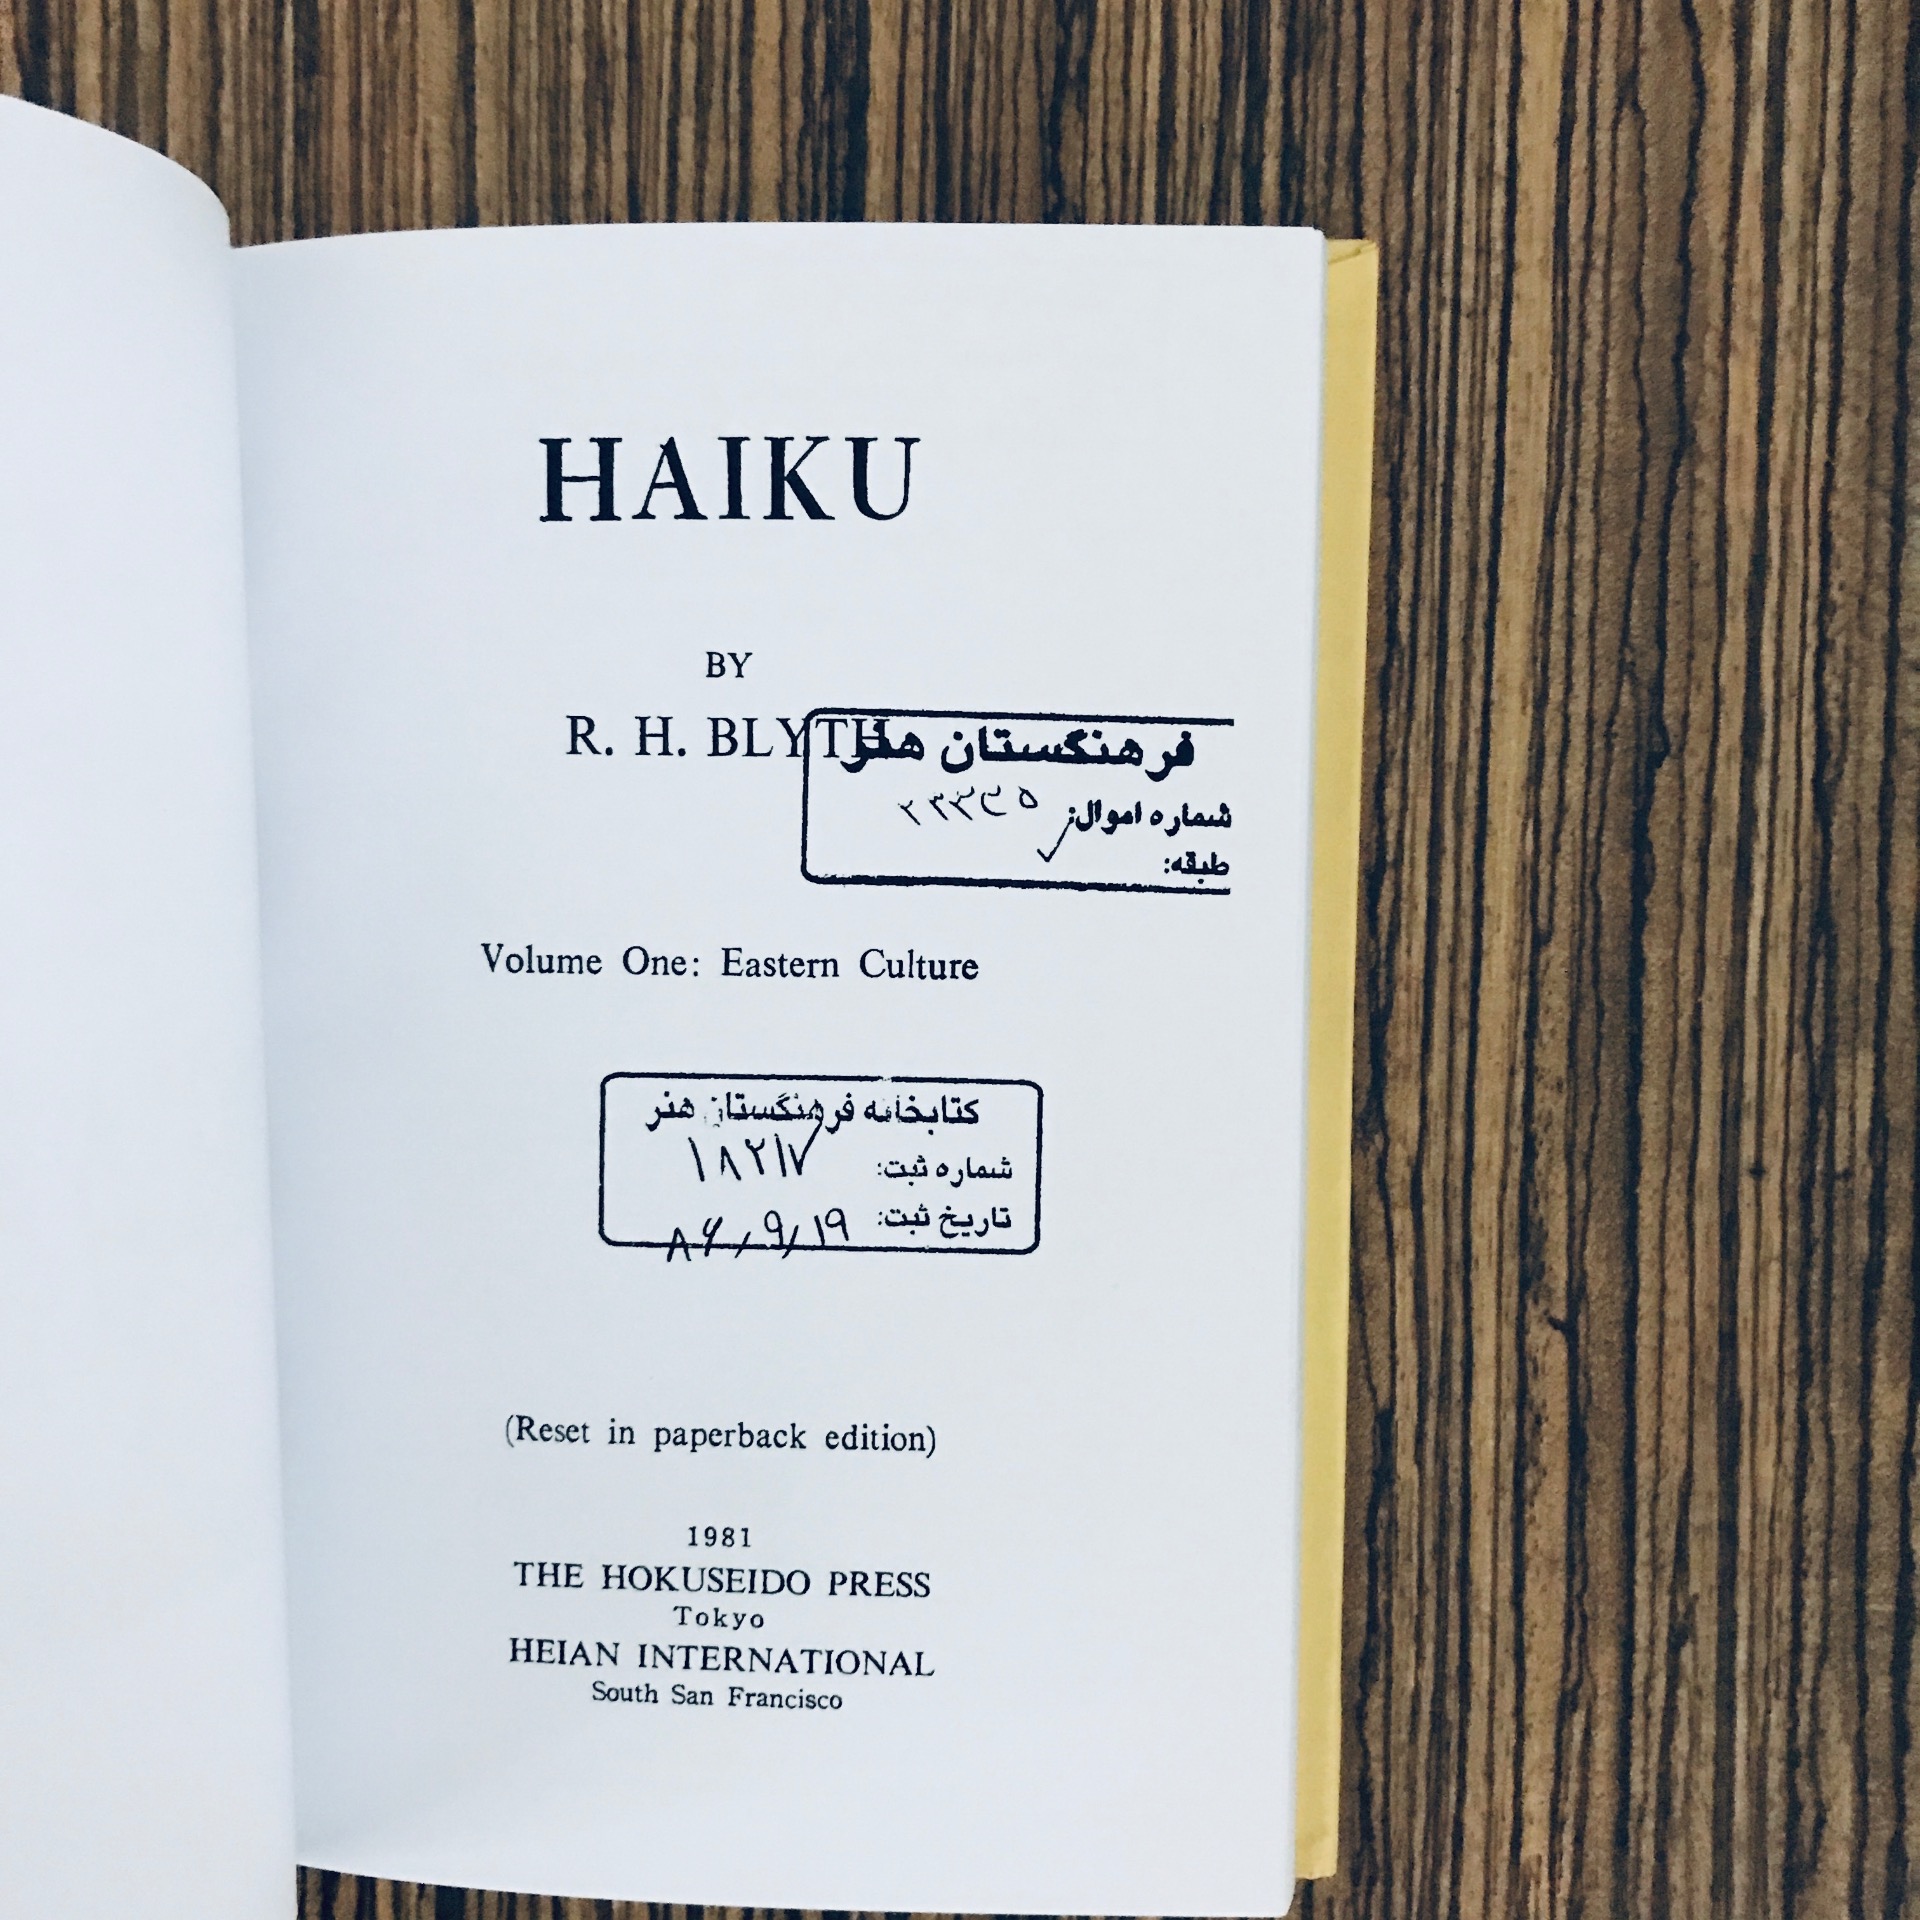 HAIKU
BY
R. H. BLYTH
فرهنگستان هنر
شماره اموال:
طبقه:
Volume One: Eastern Culture
کتابخانه فرهنگستان هنر
شماره ثبت: ۱۸۲۱۷
تاریخ ثبت: ۸۶/۹/۱۹
(Reset in paperback edition)
1981
THE HOKUSEIDO PRESS
Tokyo
HEIAN INTERNATIONAL
South San Francisco